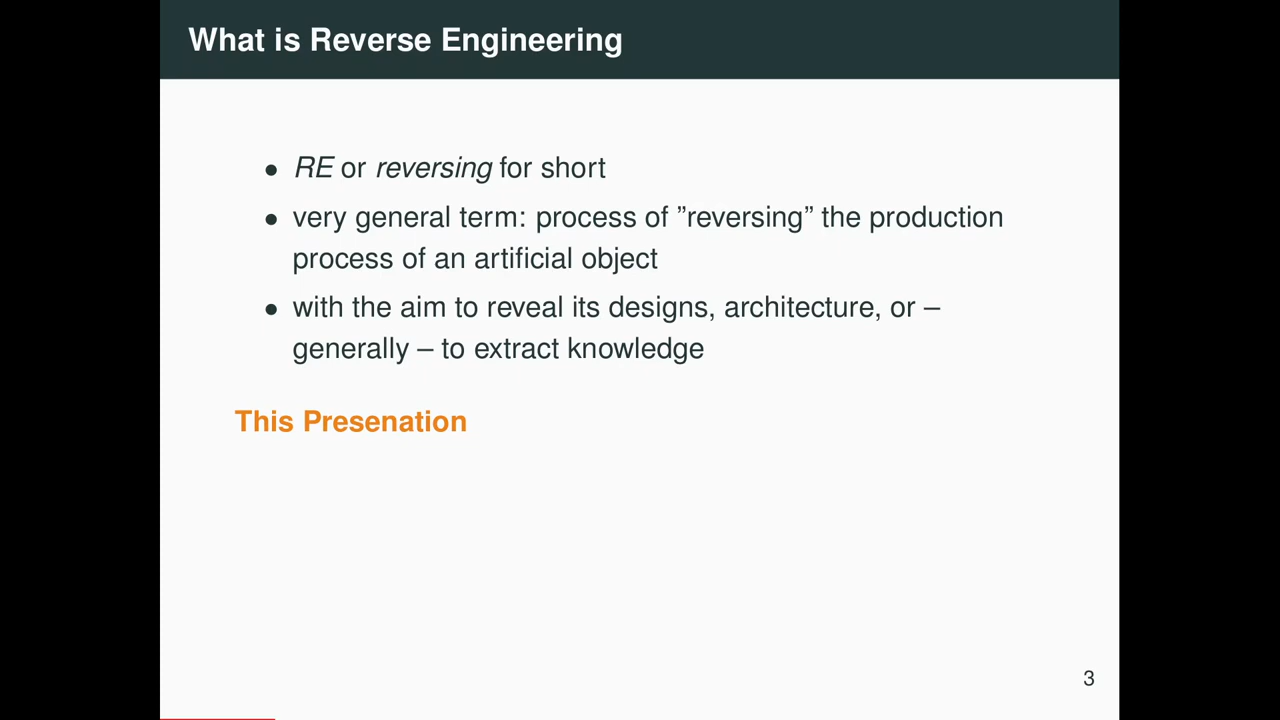 What is Reverse Engineering
• RE or reversing for short
• very general term: process of ”reversing” the production
process of an artificial object
• with the aim to reveal its designs, architecture, or –
generally – to extract knowledge
This Presenation
3